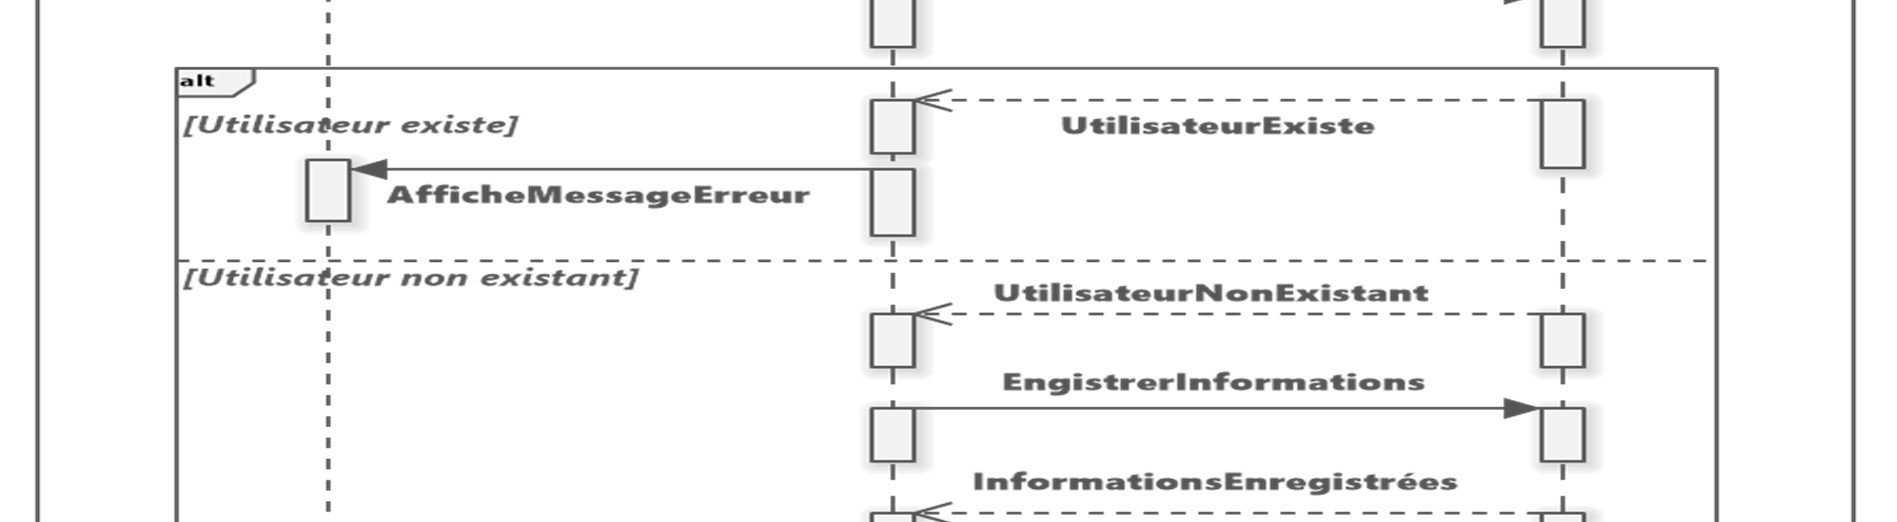 alt
[Utilisateur existe]
UtilisateurExiste
AfficheMessageErreur
[Utilisateur non existant]
UtilisateurNonExistant
EngistrerInformations
InformationsEnregistrées